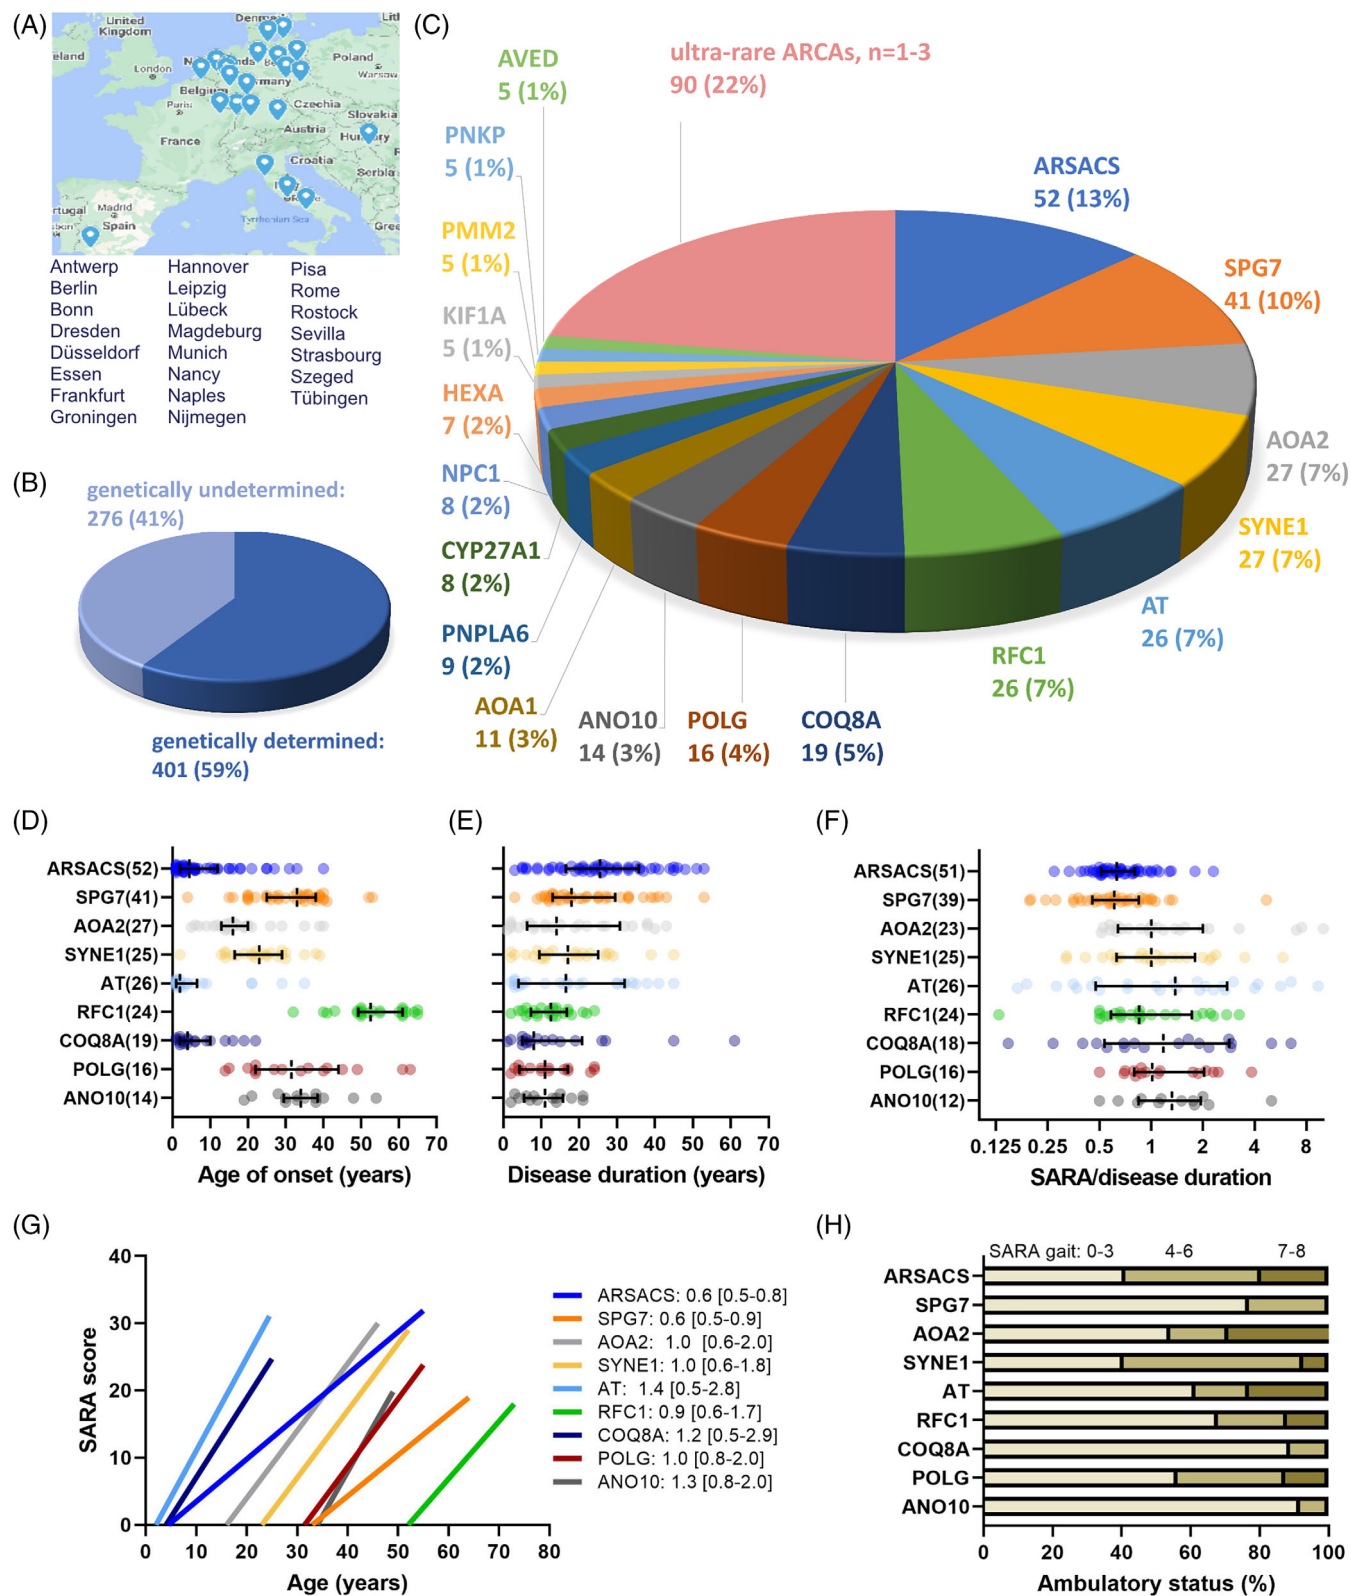 (A)
United
Kingdom
Denm
Lith
eland
London
Poland
Warsaw
Belgium
Paris
Czechia
Slovakia
Austria
France
Croatia
Serbia
Madrid
Spain
Tyrrhenian Sea
Gree
Antwerp
Berlin
Bonn
Dresden
Düsseldorf
Essen
Frankfurt
Groningen
Hannover
Leipzig
Lübeck
Magdeburg
Munich
Nancy
Naples
Nijmegen
Pisa
Rome
Rostock
Sevilla
Strasbourg
Szeged
Tübingen
(B)
genetically undetermined:
276 (41%)
genetically determined:
401 (59%)
(C)
ultra-rare ARCAs, n=1-3
90 (22%)
ARSACS
52 (13%)
SPG7
41 (10%)
AOA2
27 (7%)
SYNE1
27 (7%)
AT
26 (7%)
RFC1
26 (7%)
COQ8A
19 (5%)
POLG
16 (4%)
ANO10
14 (3%)
AOA1
11 (3%)
PNPLA6
9 (2%)
CYP27A1
8 (2%)
NPC1
8 (2%)
HEXA
7 (2%)
KIF1A
5 (1%)
PMM2
5 (1%)
PNKP
5 (1%)
AVED
5 (1%)
(D)
ARSACS(52)
SPG7(41)
AOA2(27)
SYNE1(25)
AT(26)
RFC1(24)
COQ8A(19)
POLG(16)
ANO10(14)
0 10 20 30 40 50 60 70
Age of onset (years)
(E)
0 10 20 30 40 50 60 70
Disease duration (years)
(F)
ARSACS(51)
SPG7(39)
AOA2(23)
SYNE1(25)
AT(26)
RFC1(24)
COQ8A(18)
POLG(16)
ANO10(12)
0.125 0.25 0.5 1 2 4 8
SARA/disease duration
(G)
SARA score
40
30
20
10
0
0 10 20 30 40 50 60 70 80
Age (years)
ARSACS: 0.6 [0.5-0.8]
SPG7: 0.6 [0.5-0.9]
AOA2: 1.0 [0.6-2.0]
SYNE1: 1.0 [0.6-1.8]
AT: 1.4 [0.5-2.8]
RFC1: 0.9 [0.6-1.7]
COQ8A: 1.2 [0.5-2.9]
POLG: 1.0 [0.8-2.0]
ANO10: 1.3 [0.8-2.0]
(H)
SARA gait: 0-3 4-6 7-8
ARSACS
SPG7
AOA2
SYNE1
AT
RFC1
COQ8A
POLG
ANO10
0 20 40 60 80 100
Ambulatory status (%)